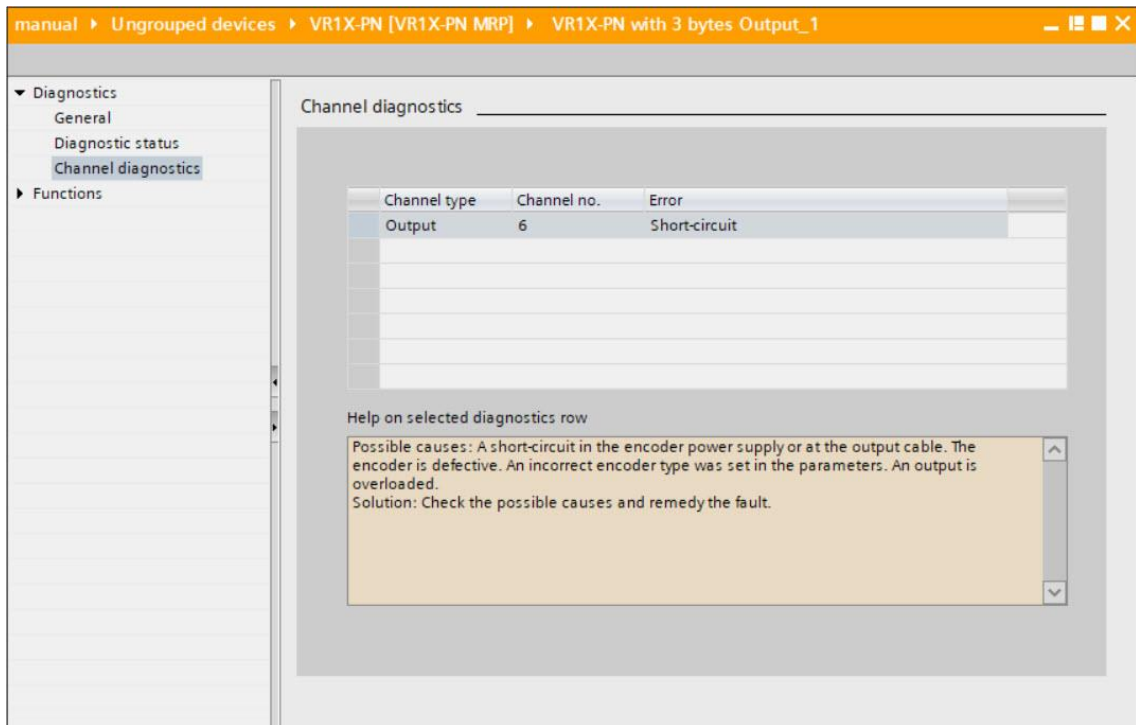 manual ▸ Ungrouped devices ▸ VR1X-PN [VR1X-PN MRP] ▸ VR1X-PN with 3 bytes Output_1
Diagnostics
General
Diagnostic status
Channel diagnostics
Functions
Channel diagnostics
Channel type Channel no. Error
Output 6 Short-circuit
Help on selected diagnostics row
Possible causes: A short-circuit in the encoder power supply or at the output cable. The
encoder is defective. An incorrect encoder type was set in the parameters. An output is
overloaded.
Solution: Check the possible causes and remedy the fault.